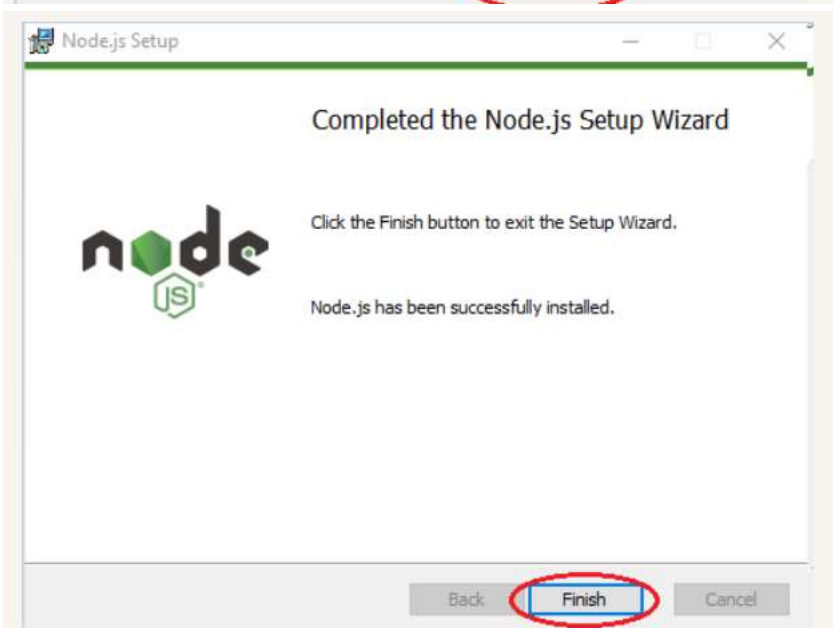 Node.js Setup
Completed the Node.js Setup Wizard
Click the Finish button to exit the Setup Wizard.
node
JS
Node.js has been successfully installed.
Back Finish Cancel